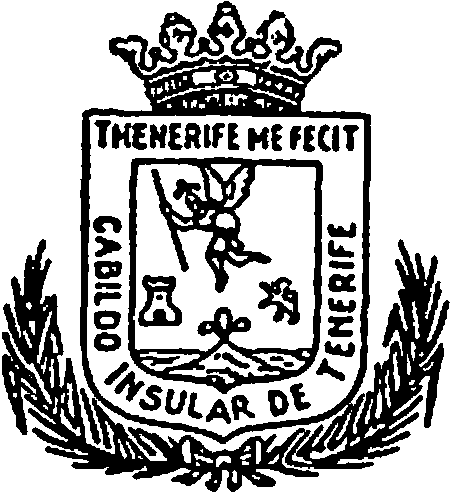 THENERIFE ME FECIT
CABILDO INSULAR DE TENERIFE